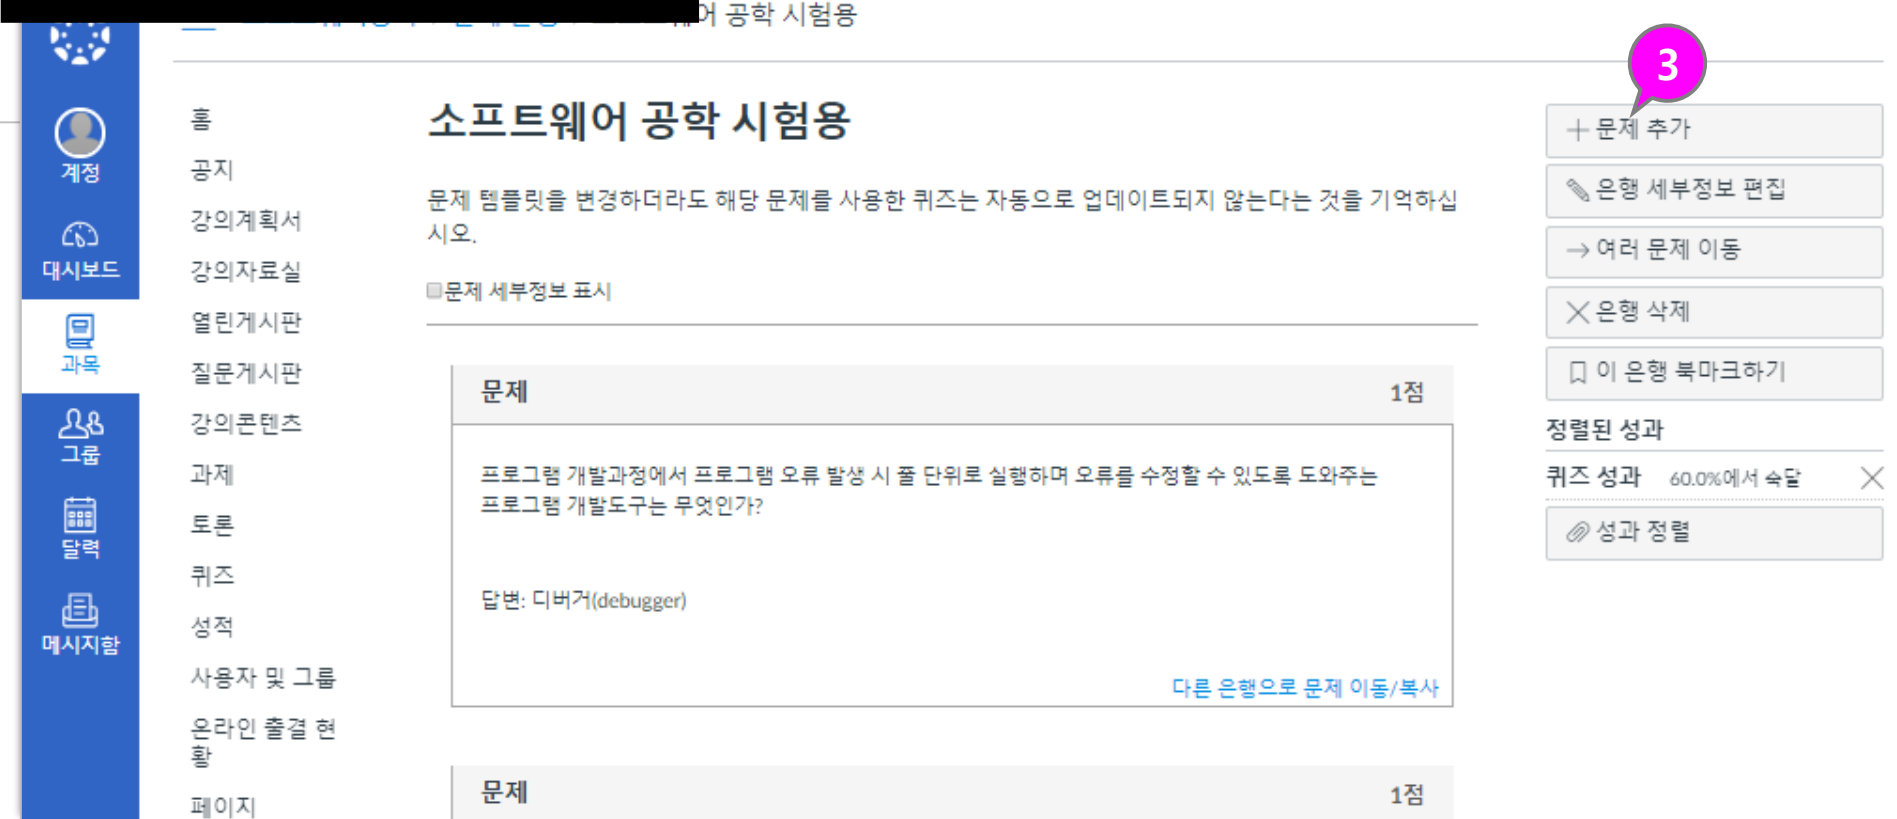 어 공학 시험용
3
계정
대시보드
과목
그룹
달력
메시지함
홈
공지
강의계획서
강의자료실
열린게시판
질문게시판
강의콘텐츠
과제
토론
퀴즈
성적
사용자 및 그룹
온라인 출결 현
황
페이지
소프트웨어 공학 시험용
문제 템플릿을 변경하더라도 해당 문제를 사용한 퀴즈는 자동으로 업데이트되지 않는다는 것을 기억하십
시오.
문제 세부정보 표시
문제 1점
프로그램 개발과정에서 프로그램 오류 발생 시 쭐 단위로 실행하며 오류를 수정할 수 있도록 도와주는
프로그램 개발도구는 무엇인가?
답변: 디버거(debugger)
다른 은행으로 문제 이동/복사
문제 1점
문제 추가
은행 세부정보 편집
여러 문제 이동
은행 삭제
이 은행 북마크하기
정렬된 성과
퀴즈 성과 60.0%에서 숙달
성과 정렬